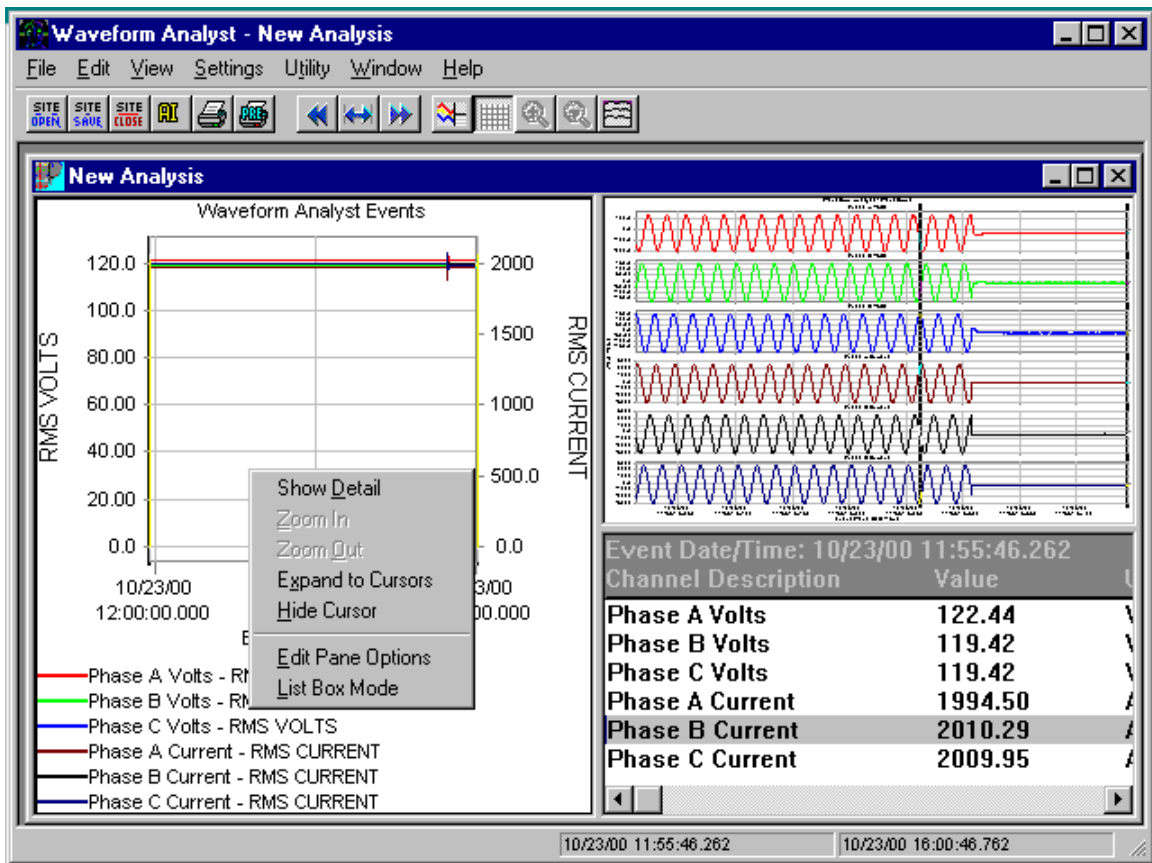 Waveform Analyst - New Analysis
File Edit View Settings Utility Window Help
SITE OPEN SITE SAVE SITE CLOSE AI PRE
New Analysis
Waveform Analyst Events
120.0
100.0
80.00
60.00
40.00
20.00
0.0
RMS VOLTS
2000
1500
1000
500.0
0.0
RMS CURRENT
10/23/00
12:00:00.000
3/00
00.000
Show Detail
Zoom In
Zoom Out
Expand to Cursors
Hide Cursor
Edit Pane Options
List Box Mode
Phase A Volts - R
Phase B Volts - R
Phase C Volts - RMS VOLTS
Phase A Current - RMS CURRENT
Phase B Current - RMS CURRENT
Phase C Current - RMS CURRENT
Event Date/Time: 10/23/00 11:55:46.262
Channel Description Value
Phase A Volts 122.44 V
Phase B Volts 119.42 V
Phase C Volts 119.42 V
Phase A Current 1994.50 A
Phase B Current 2010.29 A
Phase C Current 2009.95 A
10/23/00 11:55:46.262 10/23/00 16:00:46.762